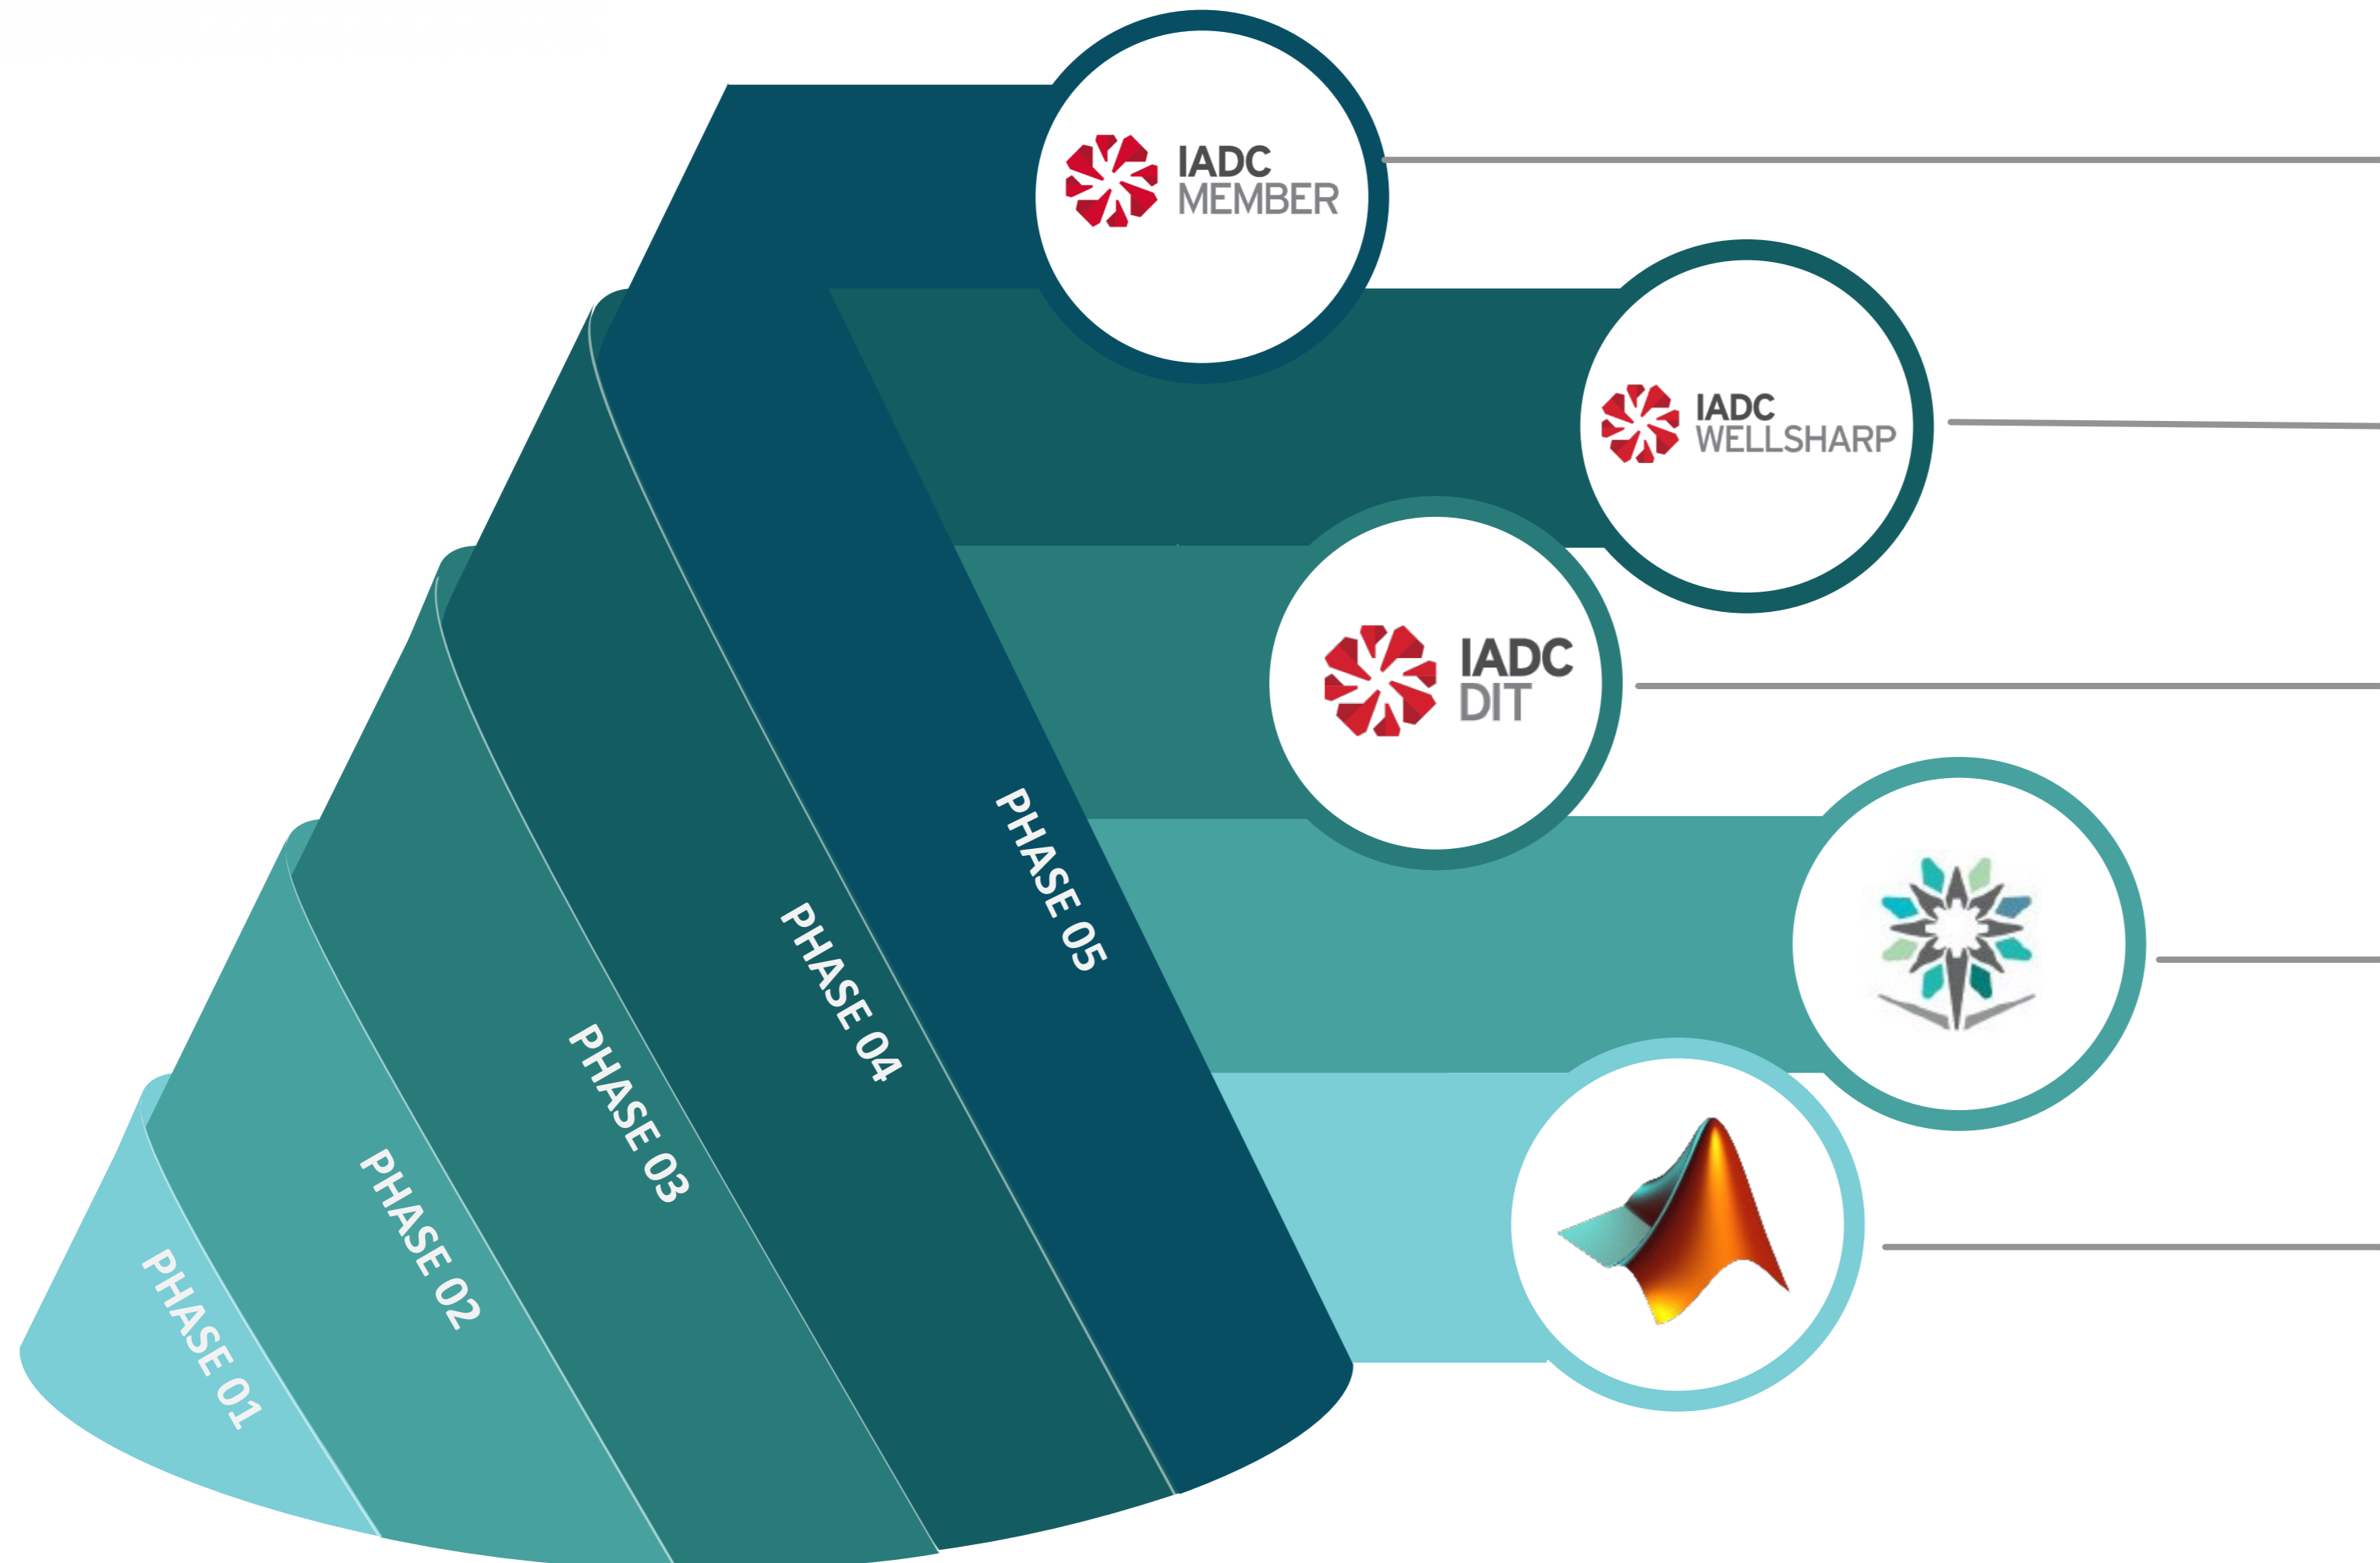 IADC
MEMBER
IADC
WELLSHARP
IADC
DIT
PHASE 05
PHASE 04
PHASE 03
PHASE 02
PHASE 01